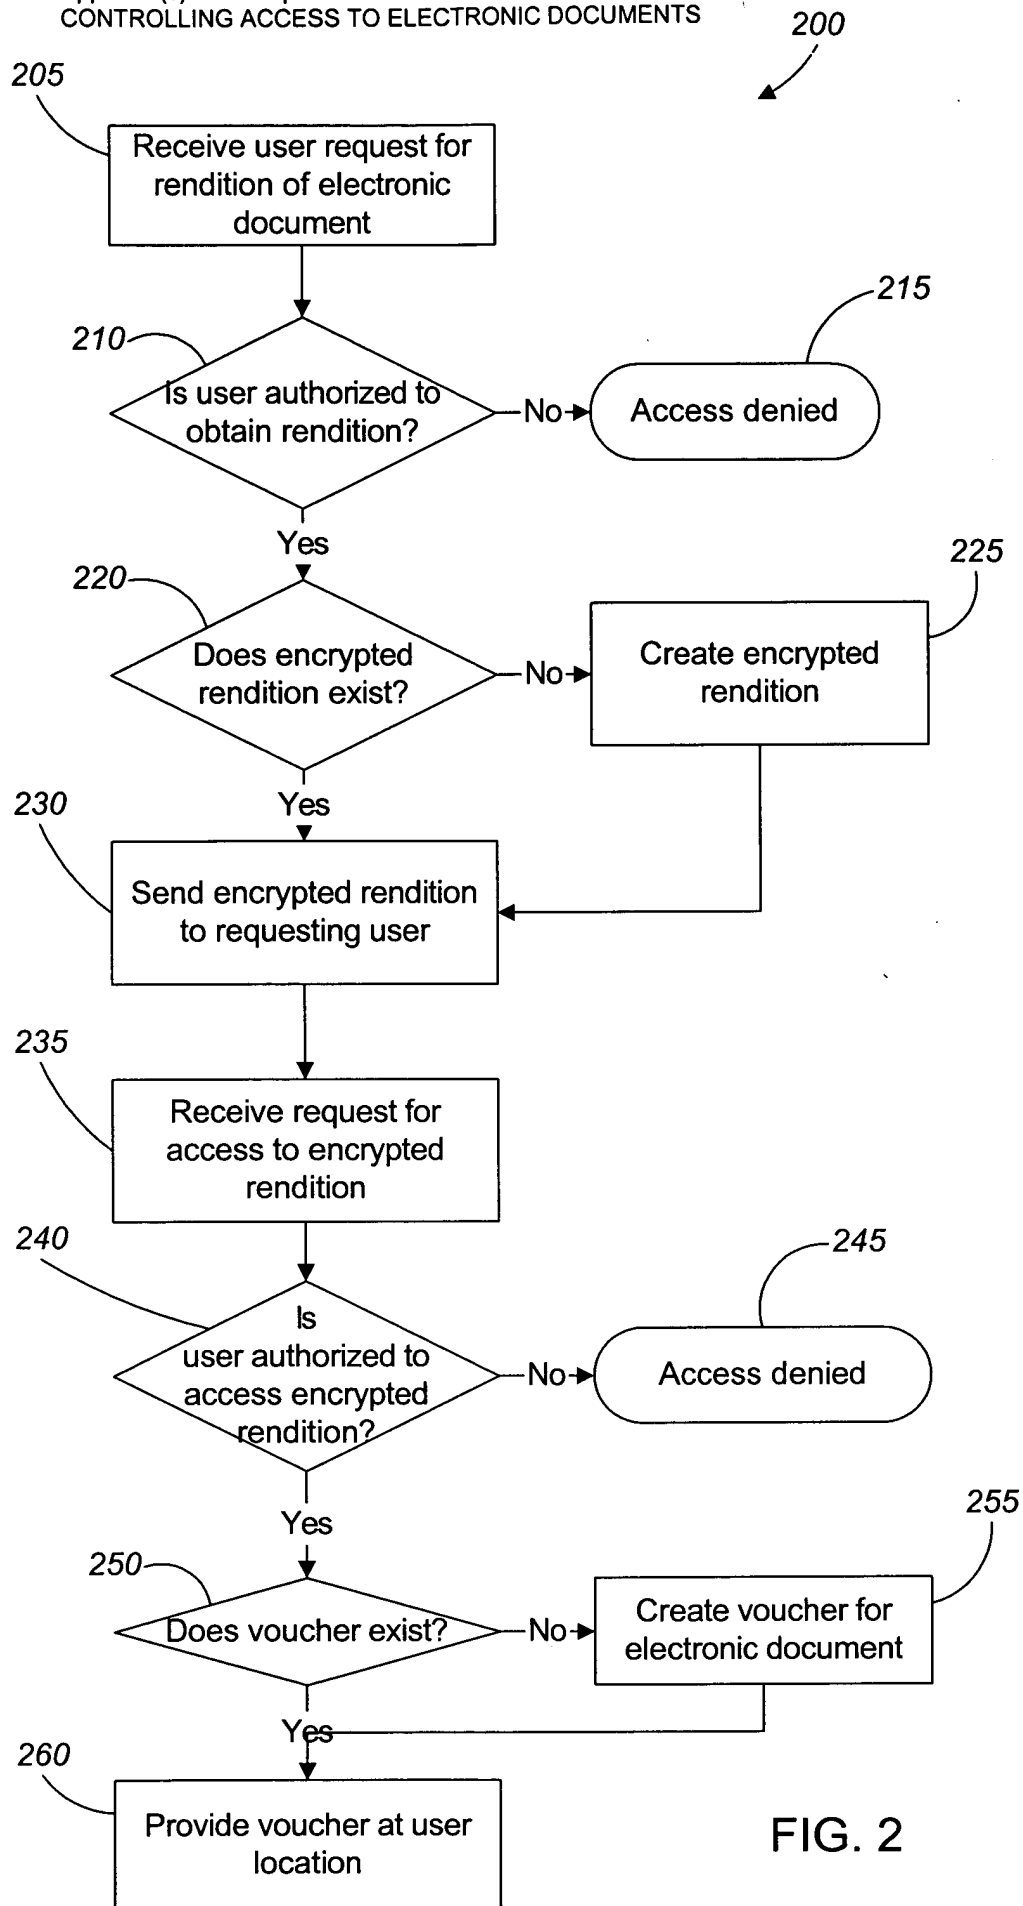 CONTROLLING ACCESS TO ELECTRONIC DOCUMENTS
200
205
Receive user request for
rendition of electronic
document
210
Is user authorized to
obtain rendition?
No
215
Access denied
Yes
220
Does encrypted
rendition exist?
No
225
Create encrypted
rendition
Yes
230
Send encrypted rendition
to requesting user
235
Receive request for
access to encrypted
rendition
240
Is
user authorized to
access encrypted
rendition?
No
245
Access denied
Yes
250
Does voucher exist?
No
255
Create voucher for
electronic document
Yes
260
Provide voucher at user
location
FIG. 2